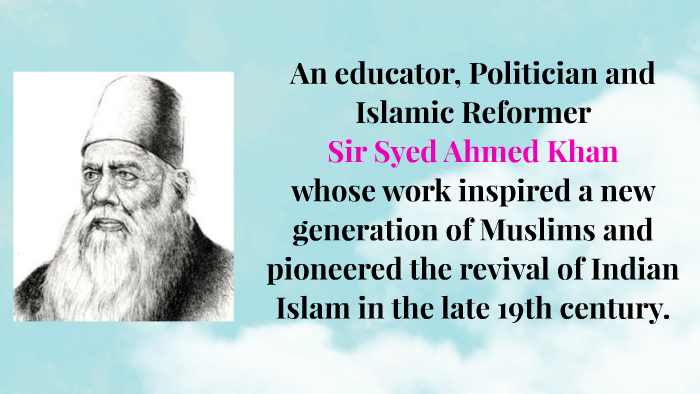 An educator, Politician and
Islamic Reformer
Sir Syed Ahmed Khan
whose work inspired a new
generation of Muslims and
pioneered the revival of Indian
Islam in the late 19th century.